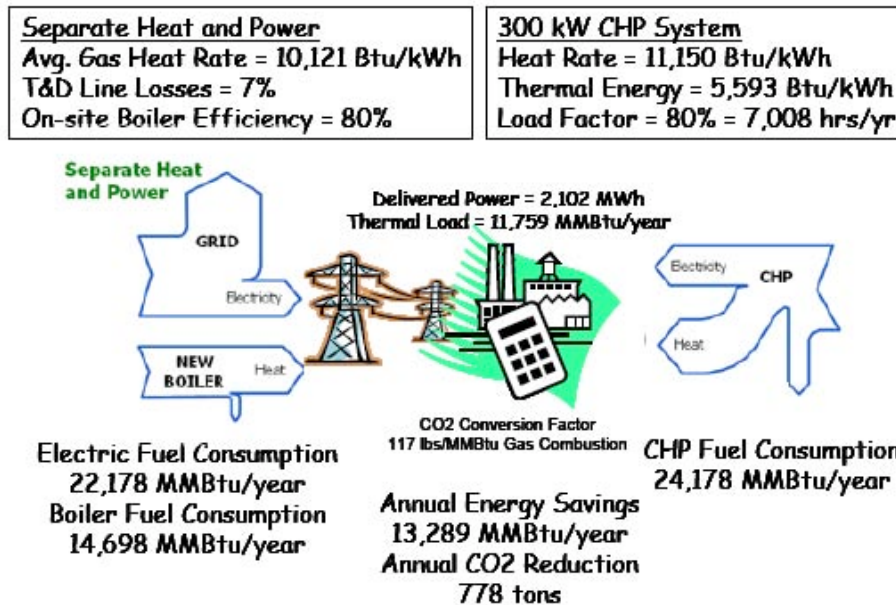 Separate Heat and Power
Avg. Gas Heat Rate = 10,121 Btu/kWh
T&D Line Losses = 7%
On-site Boiler Efficiency = 80%
300 kW CHP System
Heat Rate = 11,150 Btu/kWh
Thermal Energy = 5,593 Btu/kWh
Load Factor = 80% = 7,008 hrs/yr
Separate Heat
and Power
GRID
Electricity
NEW
BOILER
Heat
Delivered Power = 2,102 MWh
Thermal Load = 11,759 MMBtu/year
Electricity
CHP
Heat
CO2 Conversion Factor
117 lbs/MMBtu Gas Combustion
Electric Fuel Consumption
22,178 MMBtu/year
Boiler Fuel Consumption
14,698 MMBtu/year
Annual Energy Savings
13,289 MMBtu/year
Annual CO2 Reduction
778 tons
CHP Fuel Consumption
24,178 MMBtu/year